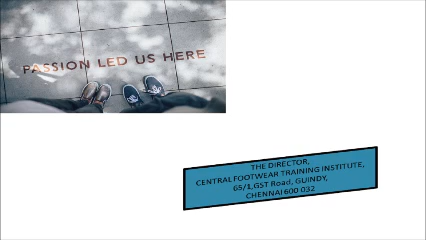 PASSION LED US HERE
THE DIRECTOR,
CENTRAL FOOTWEAR TRAINING INSTITUTE,
65/1,GST Road, GUINDY,
CHENNAI 600 032